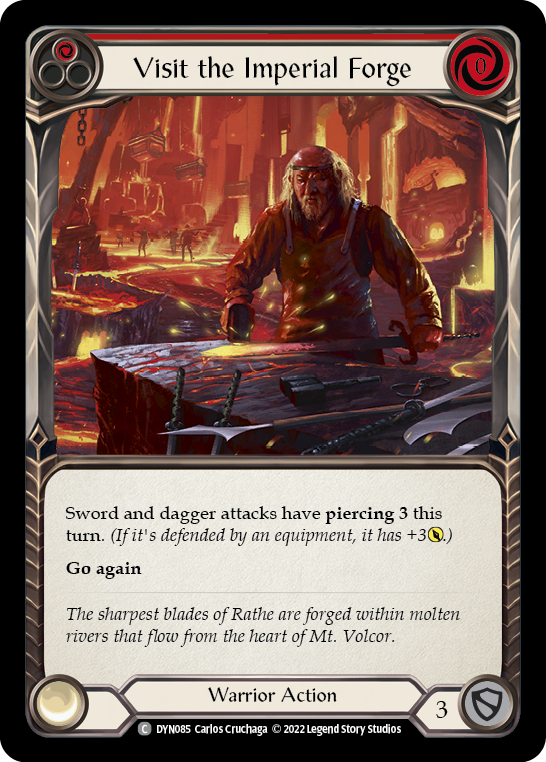 Visit the Imperial Forge
0
Sword and dagger attacks have piercing 3 this
turn. (If it's defended by an equipment, it has +3.)
Go again
The sharpest blades of Rathe are forged within molten
rivers that flow from the heart of Mt. Volcor.
Warrior Action
3
C DYN085 Carlos Cruchaga © 2022 Legend Story Studios